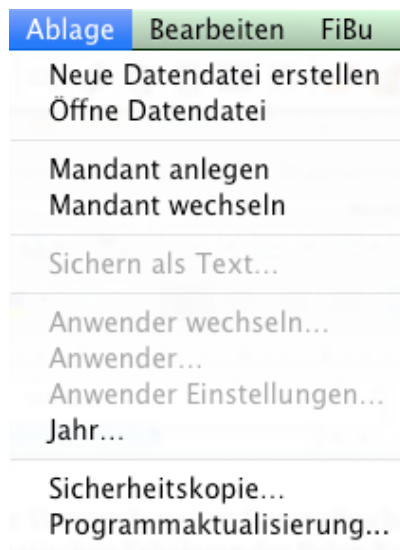 Ablage Bearbeiten FiBu
Neue Datendatei erstellen
Öffne Datendatei
Mandant anlegen
Mandant wechseln
Sichern als Text...
Anwender wechseln...
Anwender...
Anwender Einstellungen...
Jahr...
Sicherheitskopie...
Programmaktualisierung...